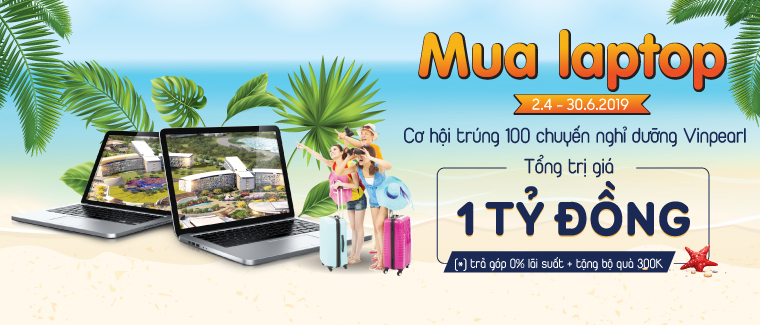 Mua laptop
2.4 - 30.6.2019
Cơ hội trúng 100 chuyến nghỉ dưỡng Vinpearl
Tổng trị giá
1 TỶ ĐỒNG
(*) trả góp 0% lãi suất + tặng bộ quà 300K